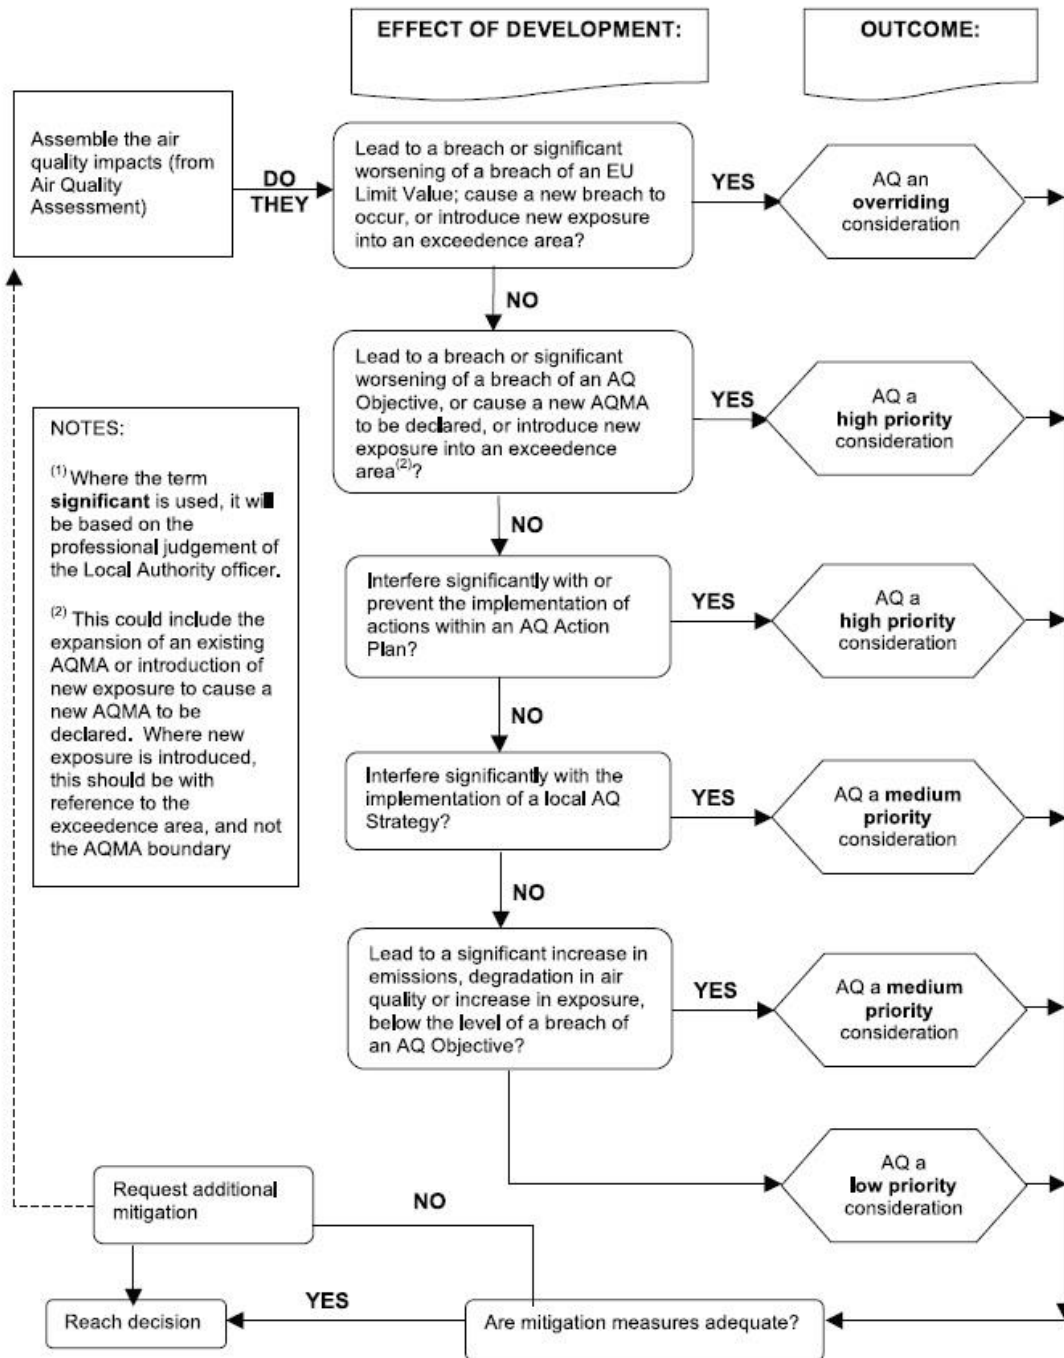 EFFECT OF DEVELOPMENT:
OUTCOME:
Assemble the air
quality impacts (from
Air Quality
Assessment)
DO
THEY
Lead to a breach or significant
worsening of a breach of an EU
Limit Value; cause a new breach to
occur, or introduce new exposure
into an exceedence area?
YES
AQ an
overriding
consideration
NO
Lead to a breach or significant
worsening of a breach of an AQ
Objective, or cause a new AQMA
to be declared, or introduce new
exposure into an exceedence
area(2)?
YES
AQ a
high priority
consideration
NO
NOTES:
(1) Where the term
significant is used, it will
be based on the
professional judgement of
the Local Authority officer.
(2) This could include the
expansion of an existing
AQMA or introduction of
new exposure to cause a
new AQMA to be
declared. Where new
exposure is introduced,
this should be with
reference to the
exceedence area, and not
the AQMA boundary
Interfere significantly with or
prevent the implementation of
actions within an AQ Action
Plan?
YES
AQ a
high priority
consideration
NO
Interfere significantly with the
implementation of a local AQ
Strategy?
YES
AQ a medium
priority
consideration
NO
Lead to a significant increase in
emissions, degradation in air
quality or increase in exposure,
below the level of a breach of
an AQ Objective?
YES
AQ a medium
priority
consideration
AQ a
low priority
consideration
Request additional
mitigation
NO
Reach decision
YES
Are mitigation measures adequate?